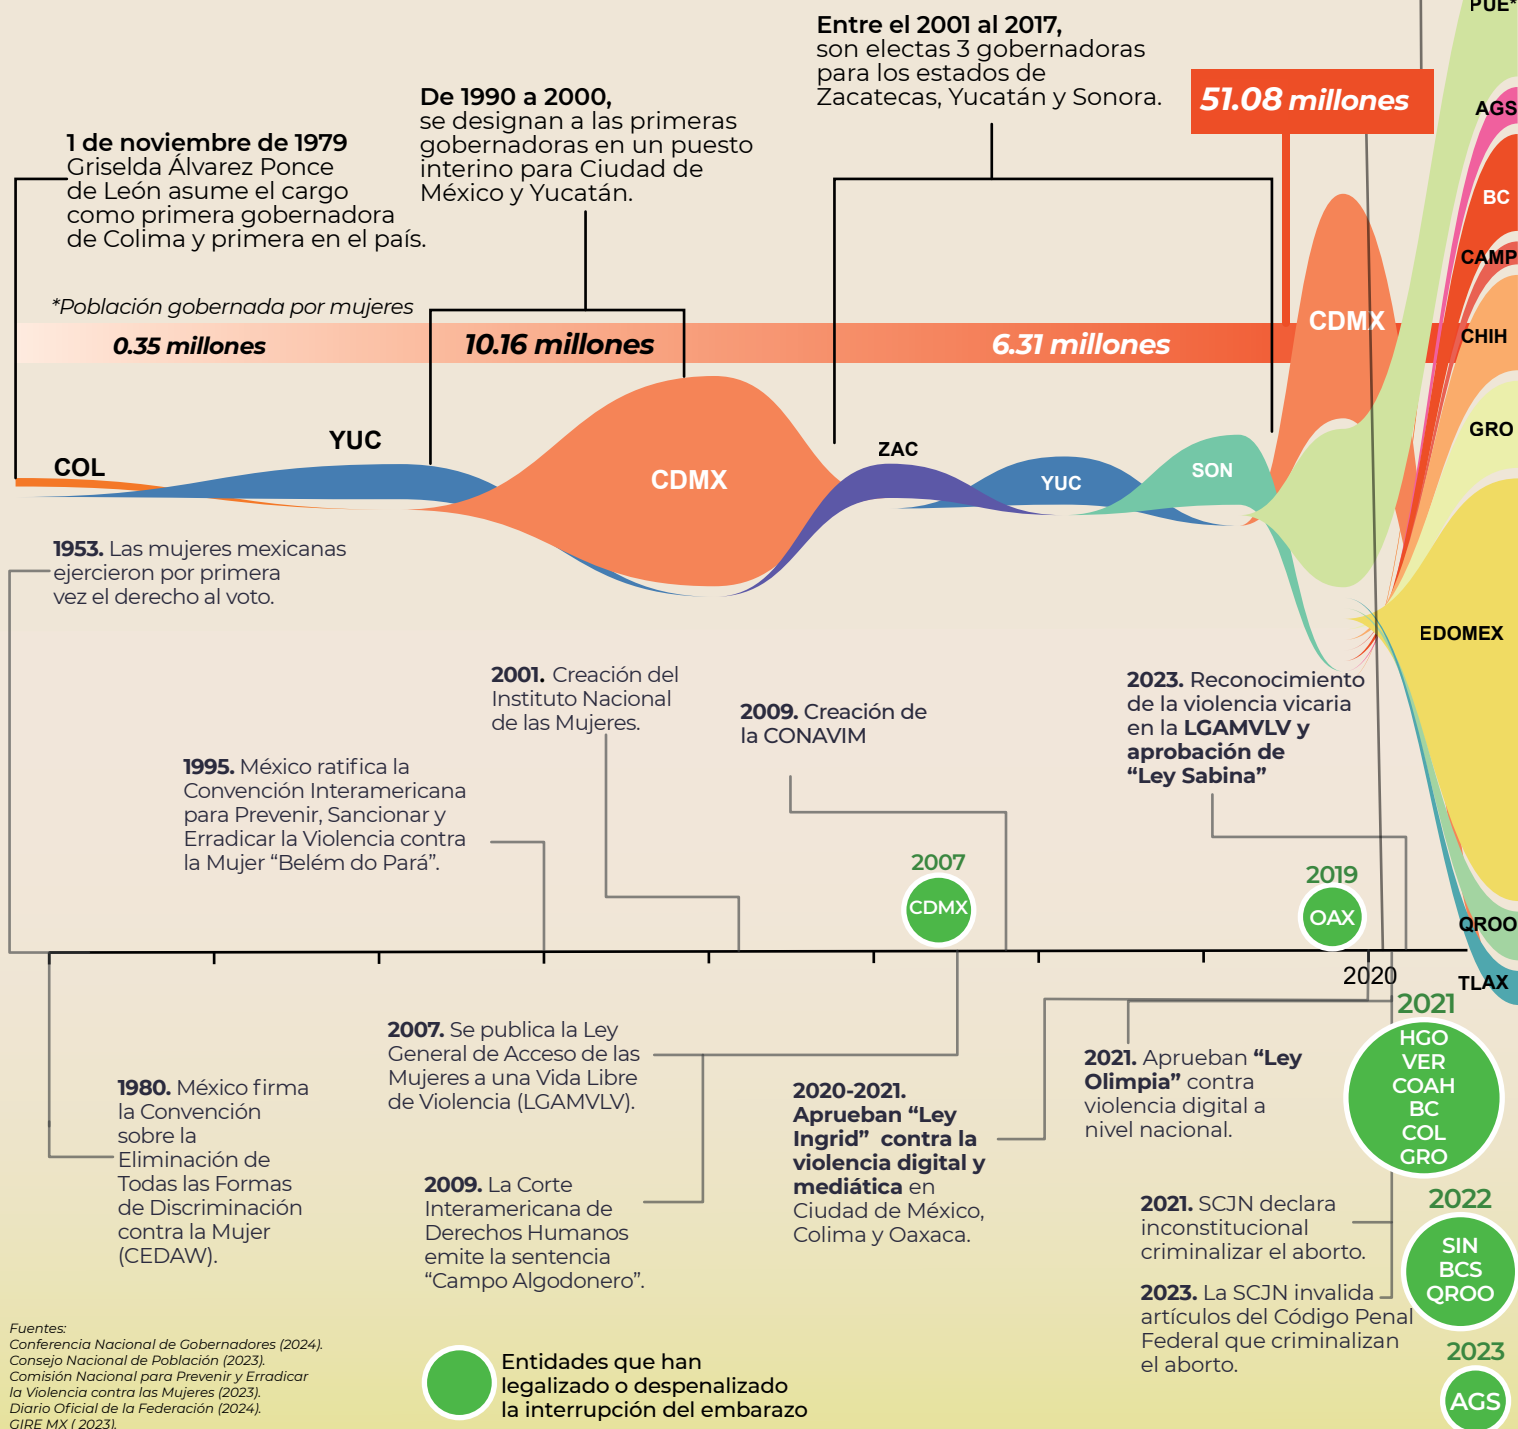 PUE*
Entre el 2001 al 2017,
son electas 3 gobernadoras
para los estados de
Zacatecas, Yucatán y Sonora.
51.08 millones
De 1990 a 2000,
se designan a las primeras
gobernadoras en un puesto
interino para Ciudad de
México y Yucatán.
1 de noviembre de 1979
Griselda Álvarez Ponce
de León asume el cargo
como primera gobernadora
de Colima y primera en el país.
*Población gobernada por mujeres
0.35 millones
10.16 millones
6.31 millones
AGS
BC
CAMP
CDMX
CHIH
GRO
COL
YUC
CDMX
ZAC
YUC
SON
EDOMEX
QROO
TLAX
1953. Las mujeres mexicanas
ejercieron por primera
vez el derecho al voto.
1995. México ratifica la
Convención Interamericana
para Prevenir, Sancionar y
Erradicar la Violencia contra
la Mujer “Belém do Pará”.
2001. Creación del
Instituto Nacional
de las Mujeres.
2009. Creación de
la CONAVIM
2023. Reconocimiento
de la violencia vicaria
en la LGAMVLV y
aprobación de
“Ley Sabina”
2007
CDMX
2019
OAX
2020
1980. México firma
la Convención
sobre la
Eliminación de
Todas las Formas
de Discriminación
contra la Mujer
(CEDAW).
2007. Se publica la Ley
General de Acceso de las
Mujeres a una Vida Libre
de Violencia (LGAMVLV).
2009. La Corte
Interamericana de
Derechos Humanos
emite la sentencia
“Campo Algodonero”.
2020-2021.
Aprueban “Ley
Ingrid” contra la
violencia digital y
mediática en
Ciudad de México,
Colima y Oaxaca.
2021. Aprueban “Ley
Olimpia” contra
violencia digital a
nivel nacional.
2021. SCJN declara
inconstitucional
criminalizar el aborto.
2023. La SCJN invalida
artículos del Código Penal
Federal que criminalizan
el aborto.
2021
HGO
VER
COAH
BC
COL
GRO
2022
SIN
BCS
QROO
2023
AGS
Entidades que han
legalizado o despenalizado
la interrupción del embarazo
Fuentes:
Conferencia Nacional de Gobernadores (2024).
Consejo Nacional de Población (2023).
Comisión Nacional para Prevenir y Erradicar
la Violencia contra las Mujeres (2023).
Diario Oficial de la Federación (2024).
GIRE MX ( 2023).